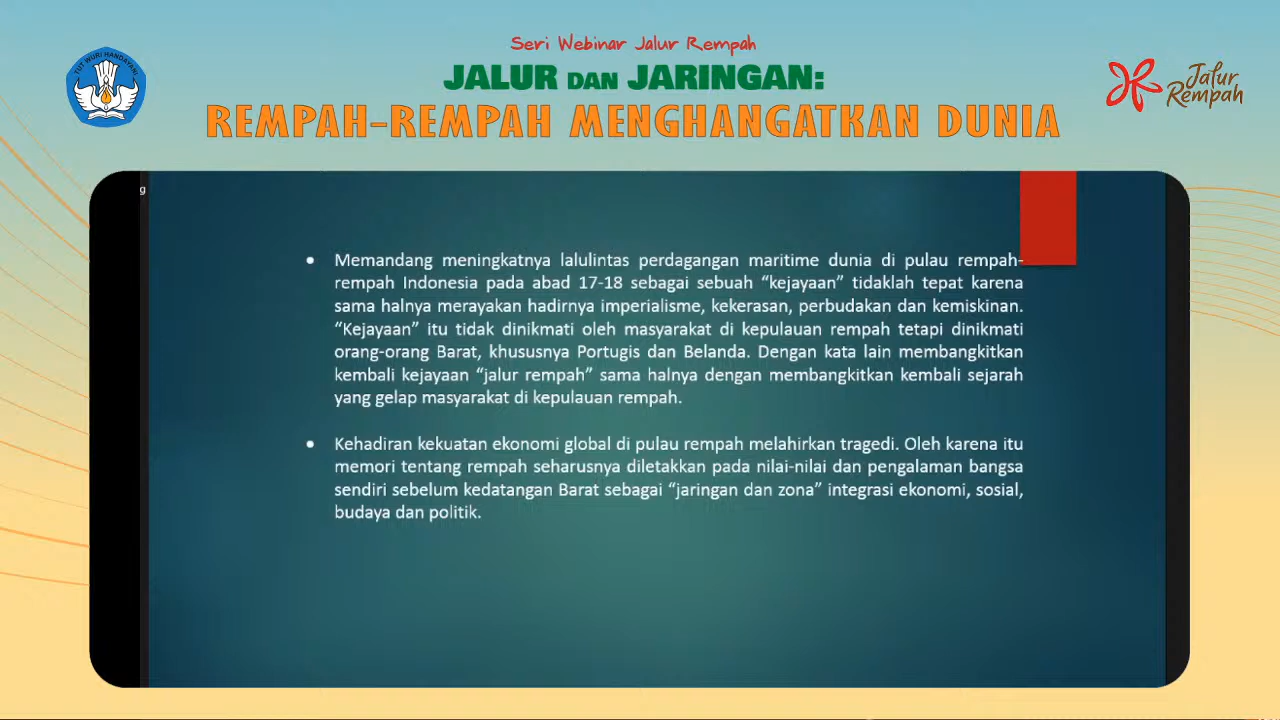 Seri Webinar Jalur Rempah
JALUR DAN JARINGAN:
REMPAH-REMPAH MENGHANGATKAN DUNIA
TUT WURI HANDAYANI
Jalur
Rempah
g
• Memandang meningkatnya lalulintas perdagangan maritime dunia di pulau rempah-
rempah Indonesia pada abad 17-18 sebagai sebuah “kejayaan” tidaklah tepat karena
sama halnya merayakan hadirnya imperialisme, kekerasan, perbudakan dan kemiskinan.
“Kejayaan” itu tidak dinikmati oleh masyarakat di kepulauan rempah tetapi dinikmati
orang-orang Barat, khususnya Portugis dan Belanda. Dengan kata lain membangkitkan
kembali kejayaan “jalur rempah” sama halnya dengan membangkitkan kembali sejarah
yang gelap masyarakat di kepulauan rempah.
• Kehadiran kekuatan ekonomi global di pulau rempah melahirkan tragedi. Oleh karena itu
memori tentang rempah seharusnya diletakkan pada nilai-nilai dan pengalaman bangsa
sendiri sebelum kedatangan Barat sebagai “jaringan dan zona” integrasi ekonomi, sosial,
budaya dan politik.